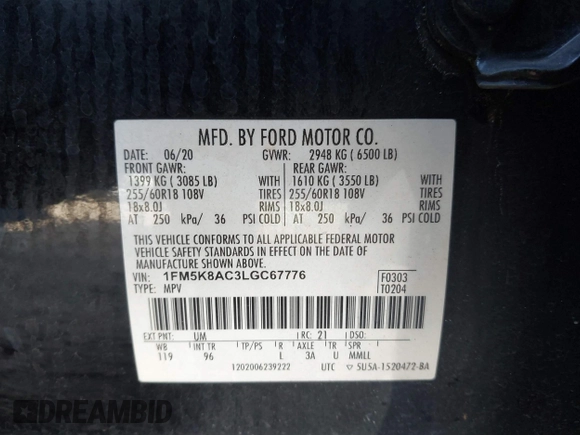 MFD. BY FORD MOTOR CO.
DATE: 06/20 GVWR: 2948 KG ( 6500 LB)
FRONT GAWR: REAR GAWR:
1399 KG ( 3085 LB) WITH 1610 KG ( 3550 LB) WITH
255/60R18 108V TIRES 255/60R18 108V TIRES
18x8.0J RIMS 18x8.0J RIMS
AT 250 kPa/ 36 PSI COLD AT 250 kPa/ 36 PSI COLD
THIS VEHICLE CONFORMS TO ALL APPLICABLE FEDERAL MOTOR
VEHICLE SAFETY STANDARDS IN EFFECT ON THE DATE OF
MANUFACTURE SHOWN ABOVE.
VIN: 1FM5K8AC3LGC67776 F0303
TYPE: MPV T0204
EXT PNT: UM RC: 21 DSO:
WB INT TR TP/PS R AXLE TR SPR
119 96 L 3A U MMLL
1202006239222 UTC ▽ 5U5A-1520472-BA
DREAMBID